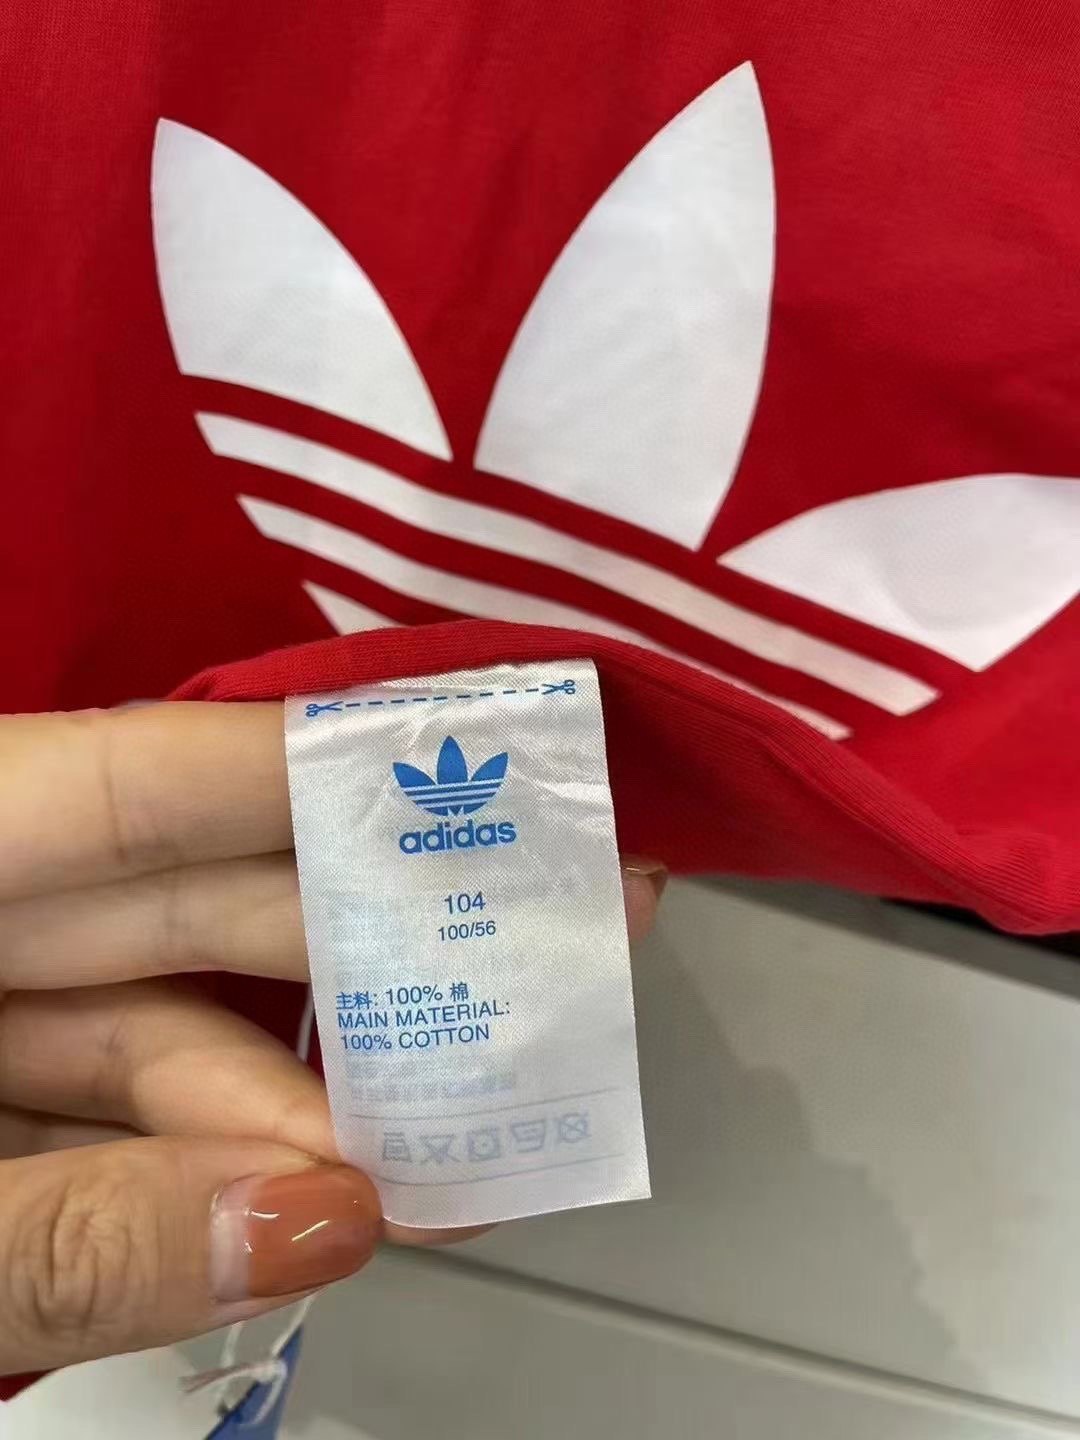 adidas
104
100/56
主料: 100% 棉
MAIN MATERIAL:
100% COTTON